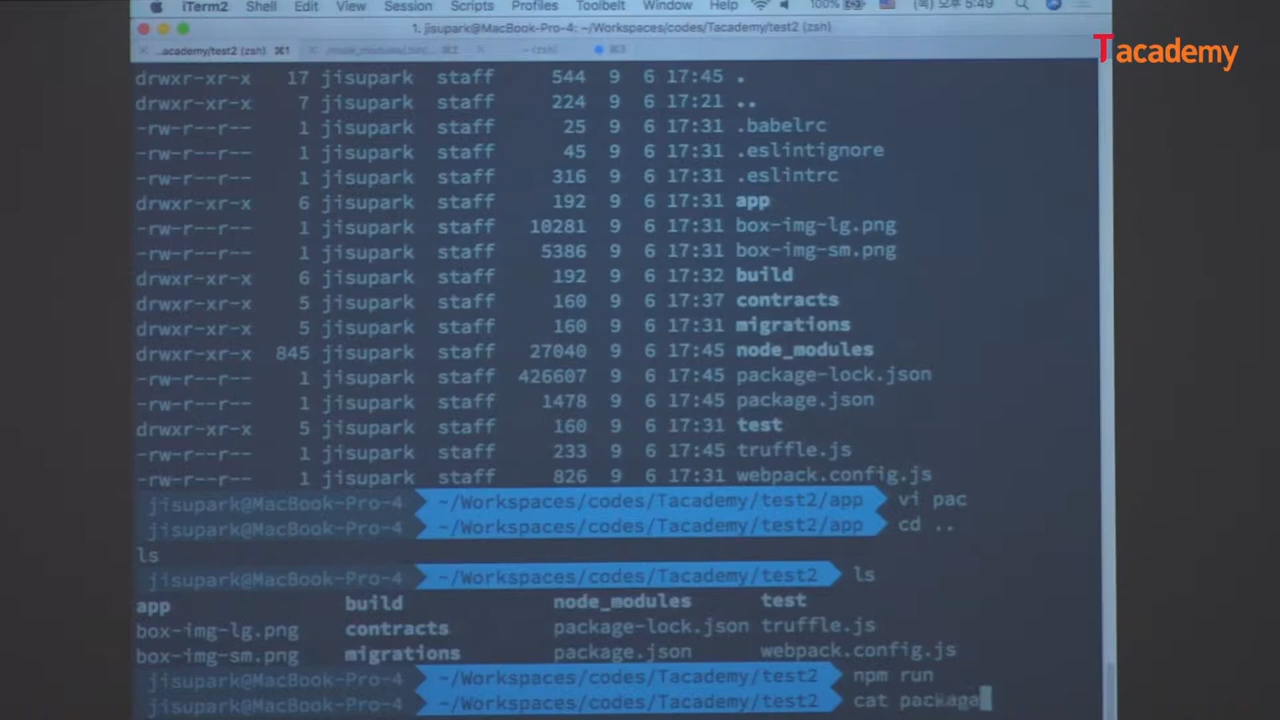 iTerm2 Shell Edit View Session Scripts Profiles Toolbelt Window Help 100% 오후 5:49
1. jisupark@MacBook-Pro-4: ~/Workspaces/codes/Tacademy/test2 (zsh)
..academy/test2 (zsh) ⌘1 ~ (zsh) ⌘3
Tacademy
drwxr-xr-x 17 jisupark staff 544 9 6 17:45 .
drwxr-xr-x 7 jisupark staff 224 9 6 17:21 ..
-rw-r--r-- 1 jisupark staff 25 9 6 17:31 .babelrc
-rw-r--r-- 1 jisupark staff 45 9 6 17:31 .eslintignore
-rw-r--r-- 1 jisupark staff 316 9 6 17:31 .eslintrc
drwxr-xr-x 6 jisupark staff 192 9 6 17:31 app
-rw-r--r-- 1 jisupark staff 10281 9 6 17:31 box-img-lg.png
-rw-r--r-- 1 jisupark staff 5386 9 6 17:31 box-img-sm.png
drwxr-xr-x 6 jisupark staff 192 9 6 17:32 build
drwxr-xr-x 5 jisupark staff 160 9 6 17:37 contracts
drwxr-xr-x 5 jisupark staff 160 9 6 17:31 migrations
drwxr-xr-x 845 jisupark staff 27040 9 6 17:45 node_modules
-rw-r--r-- 1 jisupark staff 426607 9 6 17:45 package-lock.json
-rw-r--r-- 1 jisupark staff 1478 9 6 17:45 package.json
drwxr-xr-x 5 jisupark staff 160 9 6 17:31 test
-rw-r--r-- 1 jisupark staff 233 9 6 17:45 truffle.js
-rw-r--r-- 1 jisupark staff 826 9 6 17:31 webpack.config.js
jisupark@MacBook-Pro-4 ~/Workspaces/codes/Tacademy/test2/app vi pac
jisupark@MacBook-Pro-4 ~/Workspaces/codes/Tacademy/test2/app cd ..
ls
jisupark@MacBook-Pro-4 ~/Workspaces/codes/Tacademy/test2 ls
app build node_modules test
box-img-lg.png contracts package-lock.json truffle.js
box-img-sm.png migrations package.json webpack.config.js
jisupark@MacBook-Pro-4 ~/Workspaces/codes/Tacademy/test2 npm run
jisupark@MacBook-Pro-4 ~/Workspaces/codes/Tacademy/test2 cat packaga